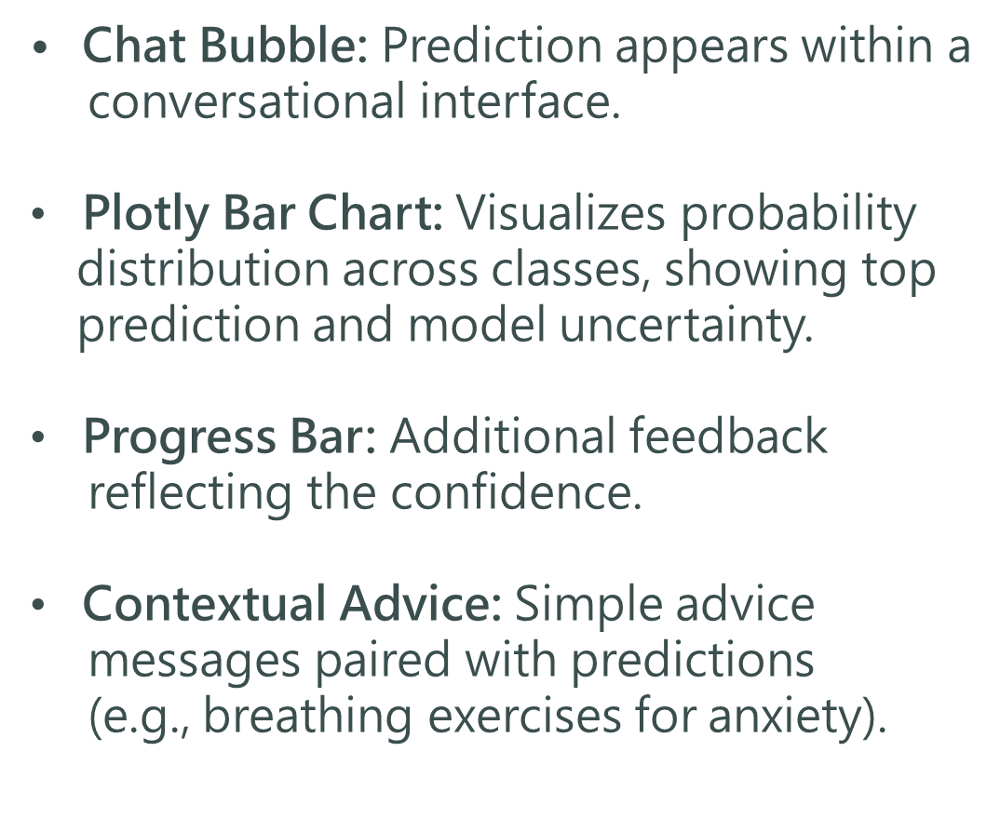 • Chat Bubble: Prediction appears within a
conversational interface.
• Plotly Bar Chart: Visualizes probability
distribution across classes, showing top
prediction and model uncertainty.
• Progress Bar: Additional feedback
reflecting the confidence.
• Contextual Advice: Simple advice
messages paired with predictions
(e.g., breathing exercises for anxiety).